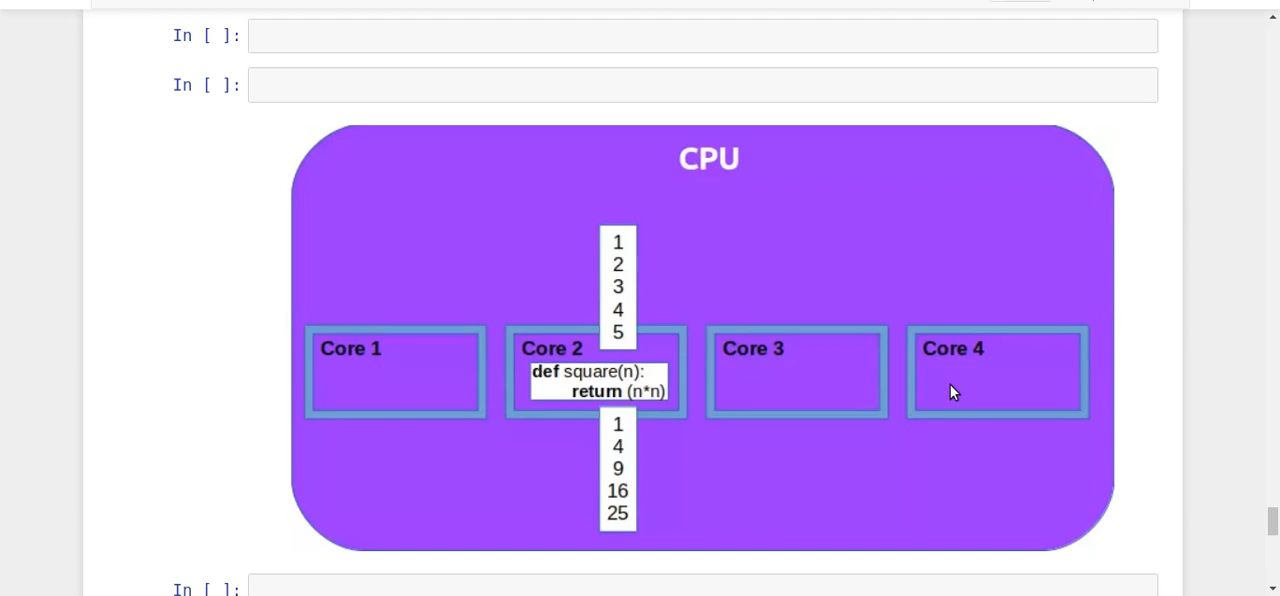 In [ ]:
In [ ]:
CPU
1
2
3
4
5
Core 1
Core 2
Core 3
Core 4
def square(n):
return (n*n)
1
4
9
16
25
In [ ]: